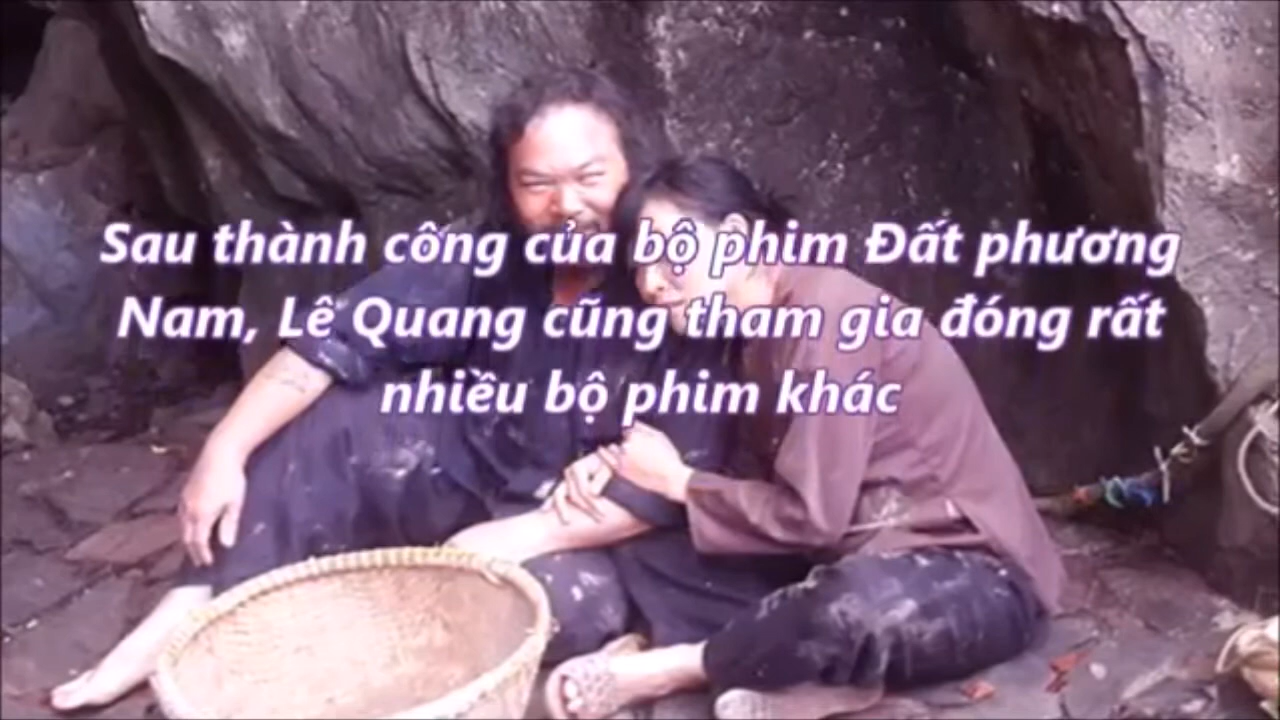 Sau thành công của bộ phim Đất phương
Nam, Lê Quang cũng tham gia đóng rất
nhiều bộ phim khác